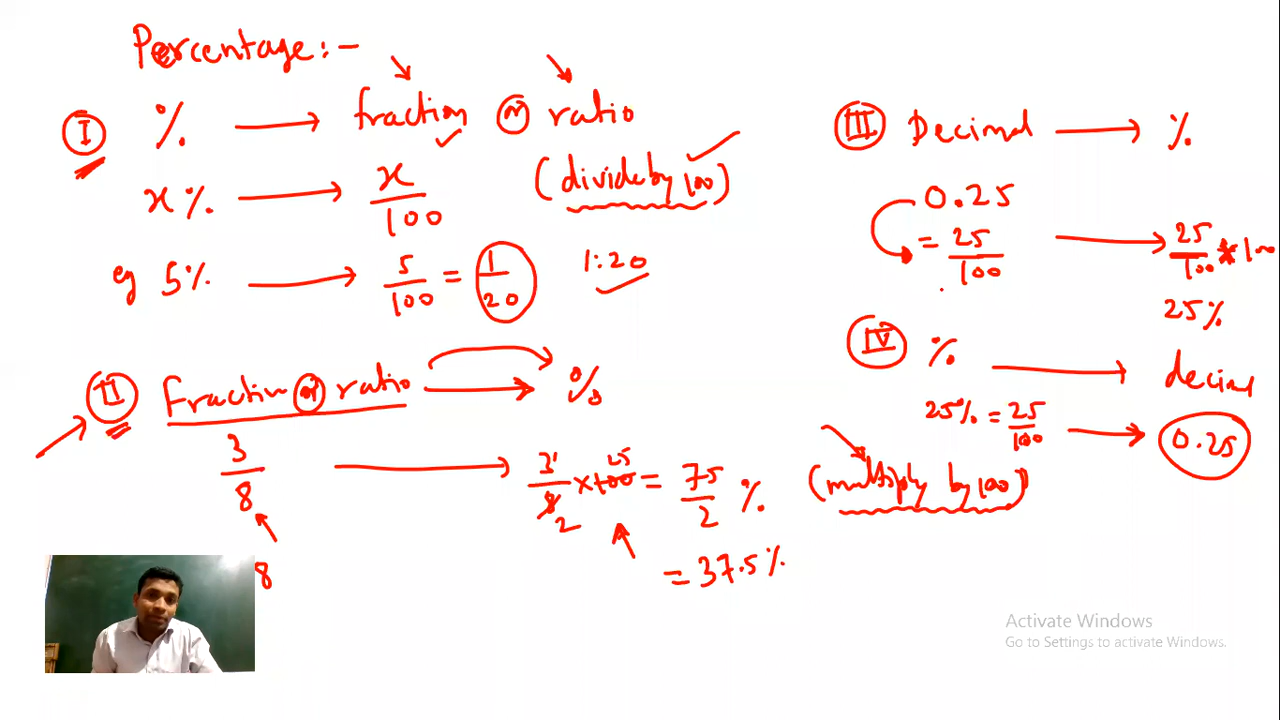 Percentage:-
I % → fraction or ratio
x% → x/100 (divide by 100)
eg 5% → 5/100 = 1/20 1:20
II Fraction or ratio → %
3/8 → 3/8 × 100 25 2 = 75/2 % (multiply by 100)
= 37.5%
8
III Decimal → %
0.25
= 25/100 → 25/100 * 100
25%
IV % → decimal
25% = 25/100 → 0.25
Activate Windows
Go to Settings to activate Windows.